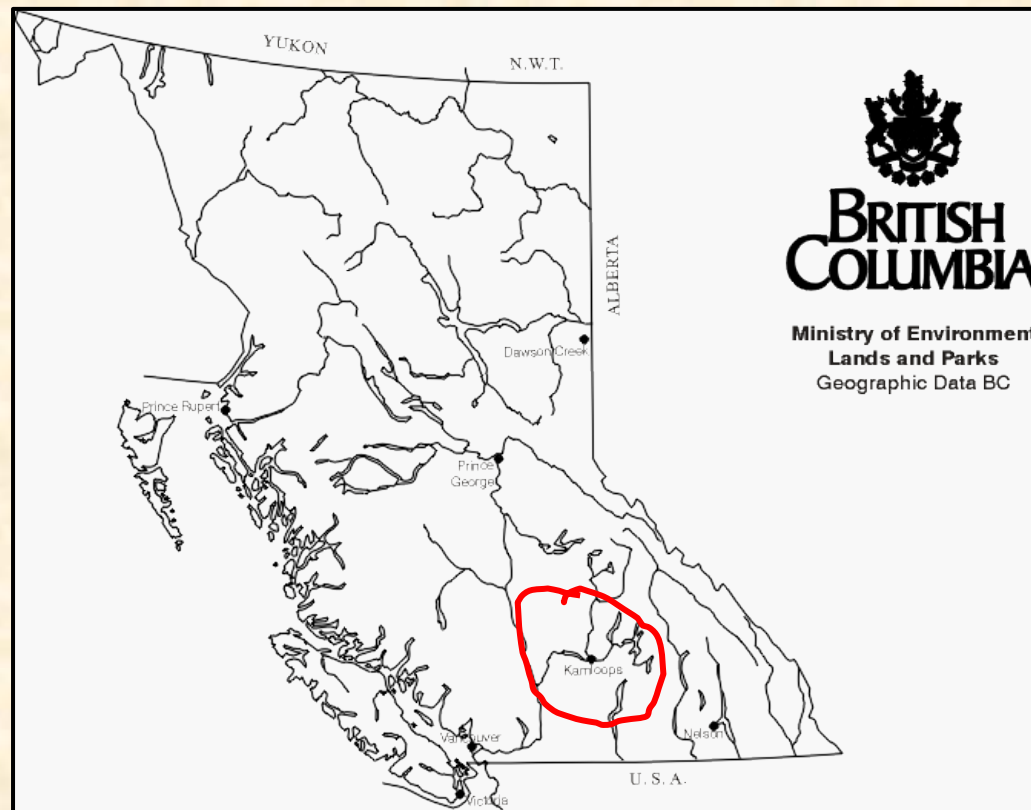 YUKON
N.W.T.
ALBERTA
BRITISH
COLUMBIA
Ministry of Environment
Lands and Parks
Geographic Data BC
Dawson Creek
Prince Rupert
Prince
George
Kamloops
Nelson
Vancouver
Victoria
U. S. A.